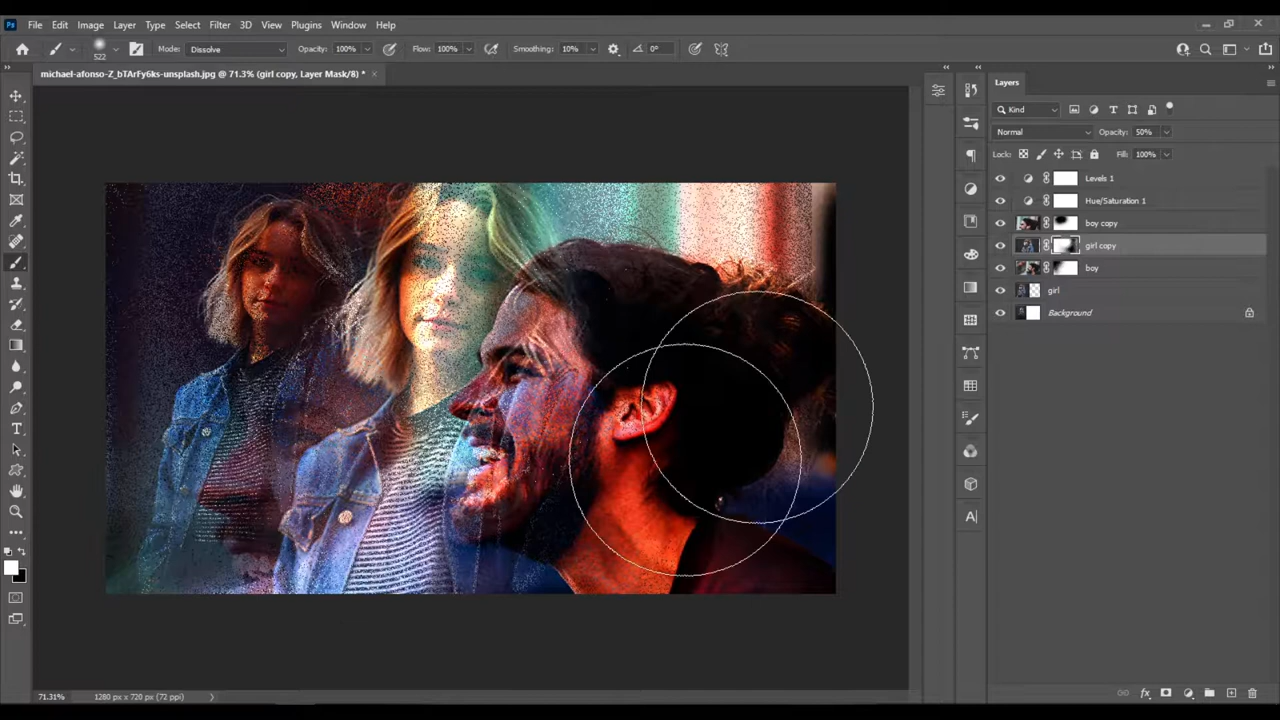 Ps File Edit Image Layer Type Select Filter 3D View Plugins Window Help
522 Mode: Dissolve Opacity: 100% Flow: 100% Smoothing: 10% 0°
michael-afonso-Z_bTArFy6ks-unsplash.jpg @ 71.3% (girl copy, Layer Mask/8) *
Layers
Kind
Normal Opacity: 50%
Lock: Fill: 100%
Levels 1
Hue/Saturation 1
boy copy
girl copy
boy
girl
Background
71.31% 1280 px x 720 px (72 ppi)